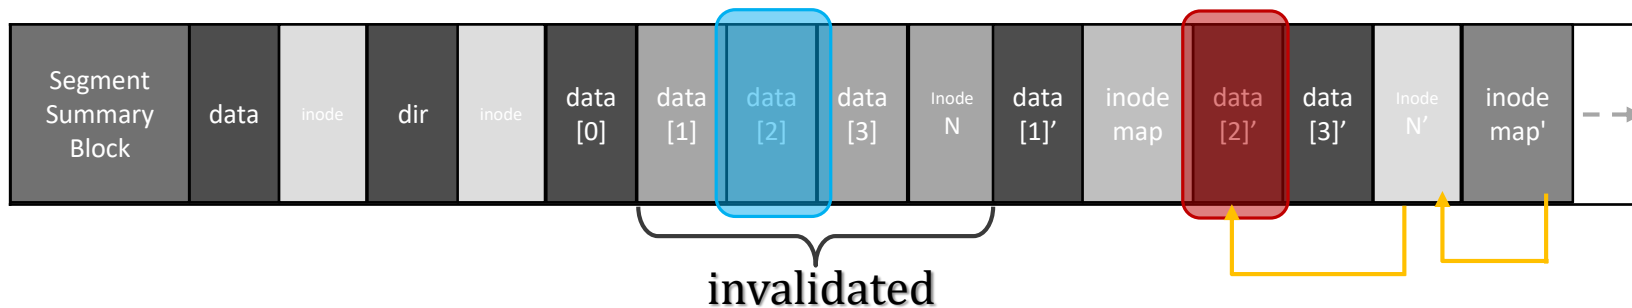 Segment
Summary
Block
data
inode
dir
inode
data
[0]
data
[1]
data
[2]
data
[3]
Inode
N
data
[1]’
inode
map
data
[2]’
data
[3]’
Inode
N’
inode
map'
invalidated